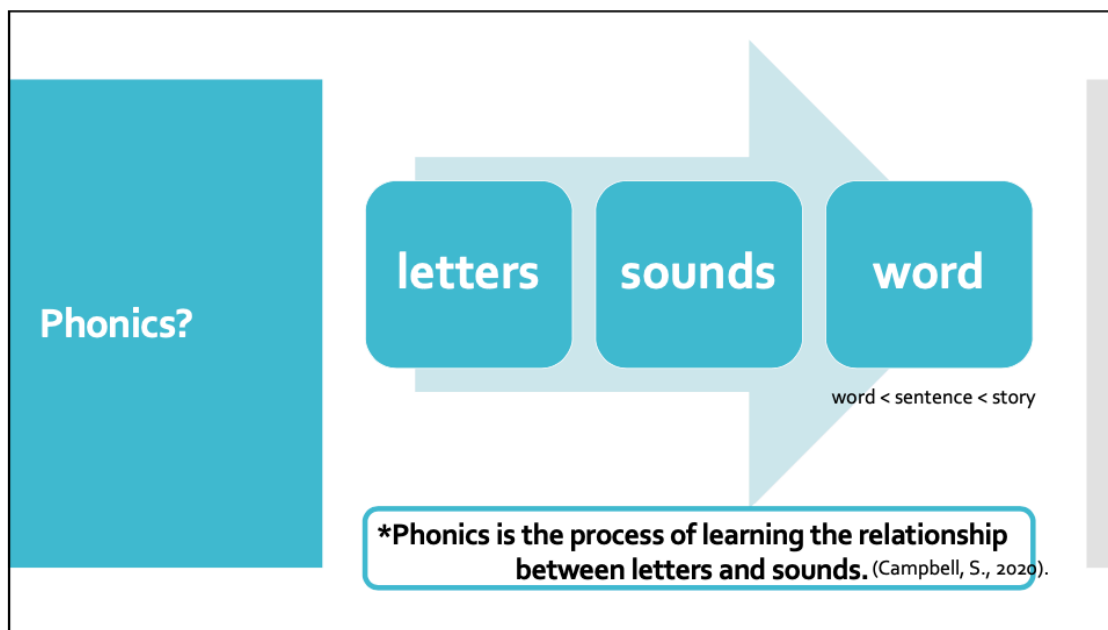 Phonics?
letters
sounds
word
word < sentence < story
*Phonics is the process of learning the relationship
between letters and sounds. (Campbell, S., 2020).